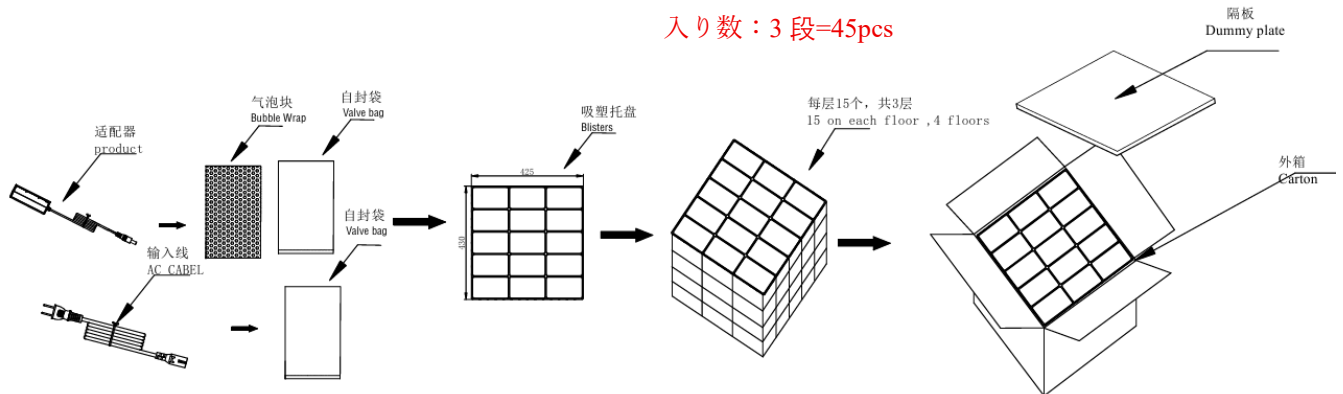 入り数：3 段=45pcs
隔板
Dummy plate
气泡块
Bubble Wrap
自封袋
Valve bag
适配器
product
吸塑托盘
Blisters
每层15个，共3层
15 on each floor ,4 floors
425
430
外箱
Carton
自封袋
Valve bag
输入线
AC CABEL